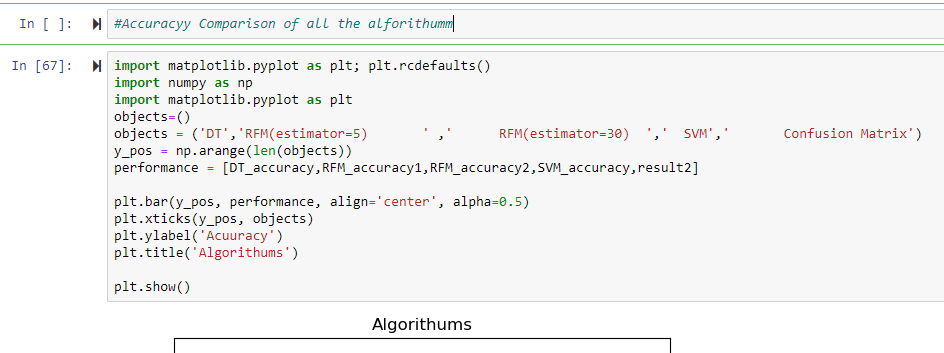 In [ ]: #Accuracyy Comparison of all the alforithumm
In [67]: import matplotlib.pyplot as plt; plt.rcdefaults()
import numpy as np
import matplotlib.pyplot as plt
objects=()
objects = ('DT','RFM(estimator=5)       ' ,'      RFM(estimator=30)  ','  SVM','       Confusion Matrix')
y_pos = np.arange(len(objects))
performance = [DT_accuracy,RFM_accuracy1,RFM_accuracy2,SVM_accuracy,result2]
plt.bar(y_pos, performance, align='center', alpha=0.5)
plt.xticks(y_pos, objects)
plt.ylabel('Acuuracy')
plt.title('Algorithums')
plt.show()
Algorithums